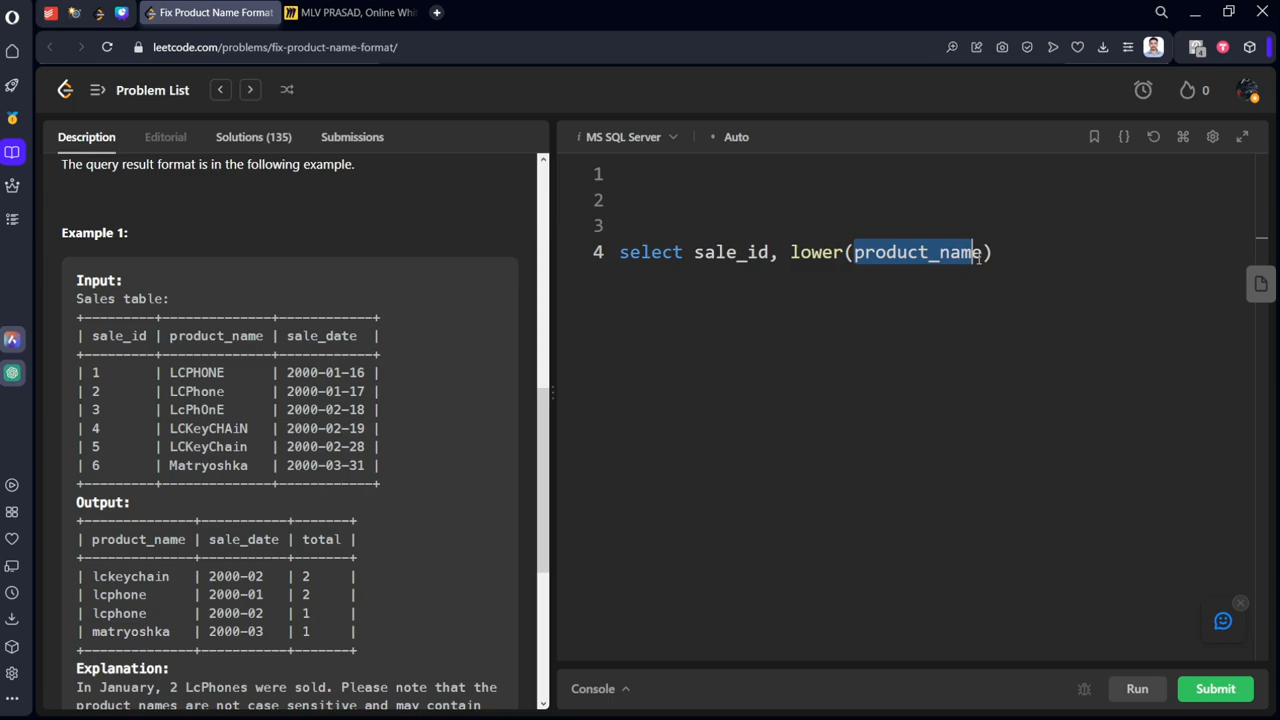 Fix Product Name Format
MLV PRASAD, Online Whi
leetcode.com/problems/fix-product-name-format/
4
Problem List
0
Description
Editorial
Solutions (135)
Submissions
i MS SQL Server
• Auto
The query result format is in the following example.
Example 1:
Input:
Sales table:
+---------+--------------+------------+
| sale_id | product_name | sale_date  |
+---------+--------------+------------+
| 1       | LCPHONE      | 2000-01-16 |
| 2       | LCPhone      | 2000-01-17 |
| 3       | LcPhOnE      | 2000-02-18 |
| 4       | LCKeyCHAiN   | 2000-02-19 |
| 5       | LCKeyChain   | 2000-02-28 |
| 6       | Matryoshka   | 2000-03-31 |
+---------+--------------+------------+
Output:
+--------------+-----------+-------+
| product_name | sale_date | total |
+--------------+-----------+-------+
| lckeychain   | 2000-02   | 2     |
| lcphone      | 2000-01   | 2     |
| lcphone      | 2000-02   | 1     |
| matryoshka   | 2000-03   | 1     |
+--------------+-----------+-------+
Explanation:
In January, 2 LcPhones were sold. Please note that the
product names are not case sensitive and may contain
1
2
3
4 select sale_id, lower(product_name)
Console
Run
Submit